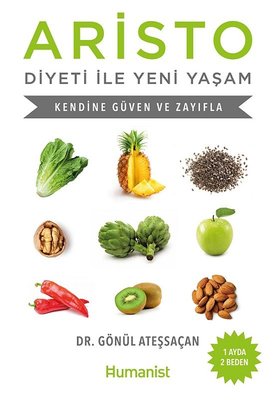 ARİSTO
DİYETİ İLE YENİ YAŞAM
KENDİNE GÜVEN VE ZAYIFLA
DR. GÖNÜL ATEŞSAÇAN
1 AYDA
2 BEDEN
Humanist